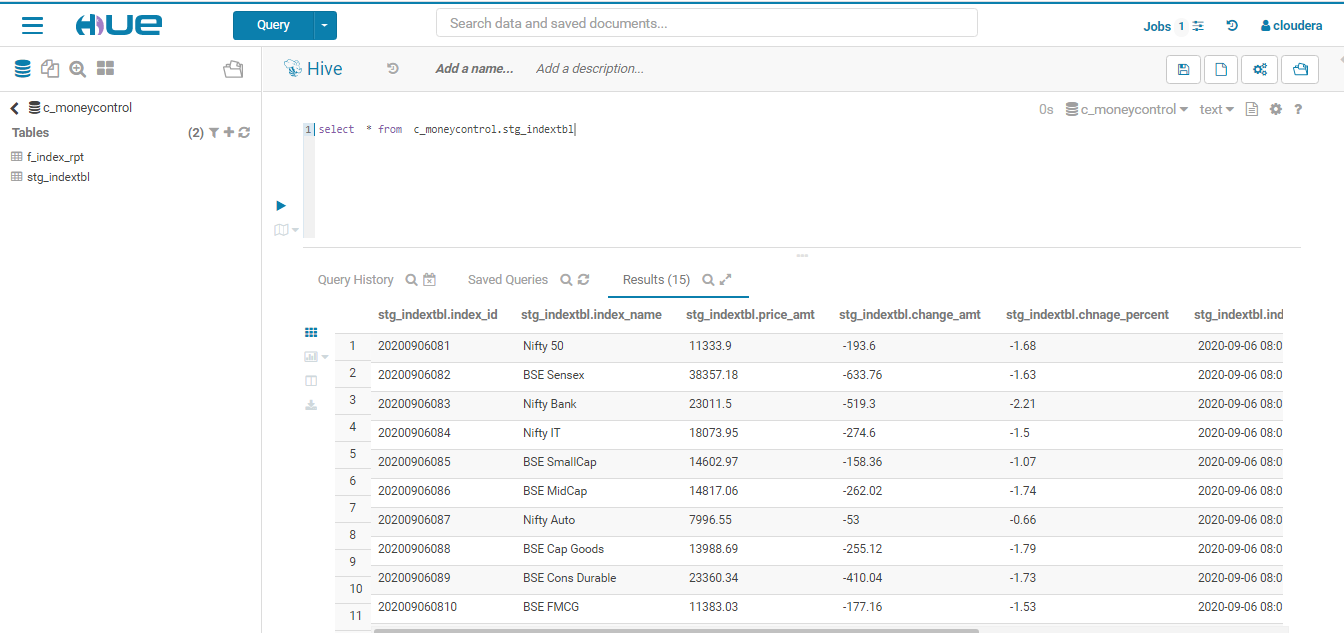 HUE Query Search data and saved documents... Jobs 1 cloudera
Hive Add a name... Add a description...
c_moneycontrol
0s c_moneycontrol text ?
Tables (2)
1 select * from c_moneycontrol.stg_indextbl
f_index_rpt
stg_indextbl
Query History Saved Queries Results (15)
stg_indextbl.index_id stg_indextbl.index_name stg_indextbl.price_amt stg_indextbl.change_amt stg_indextbl.chnage_percent stg_indextbl.ind
1 20200906081 Nifty 50 11333.9 -193.6 -1.68 2020-09-06 08:0
2 20200906082 BSE Sensex 38357.18 -633.76 -1.63 2020-09-06 08:0
3 20200906083 Nifty Bank 23011.5 -519.3 -2.21 2020-09-06 08:0
4 20200906084 Nifty IT 18073.95 -274.6 -1.5 2020-09-06 08:0
5 20200906085 BSE SmallCap 14602.97 -158.36 -1.07 2020-09-06 08:0
6 20200906086 BSE MidCap 14817.06 -262.02 -1.74 2020-09-06 08:0
7 20200906087 Nifty Auto 7996.55 -53 -0.66 2020-09-06 08:0
8 20200906088 BSE Cap Goods 13988.69 -255.12 -1.79 2020-09-06 08:0
9 20200906089 BSE Cons Durable 23360.34 -410.04 -1.73 2020-09-06 08:0
10 202009060810 BSE FMCG 11383.03 -177.16 -1.53 2020-09-06 08:0
11